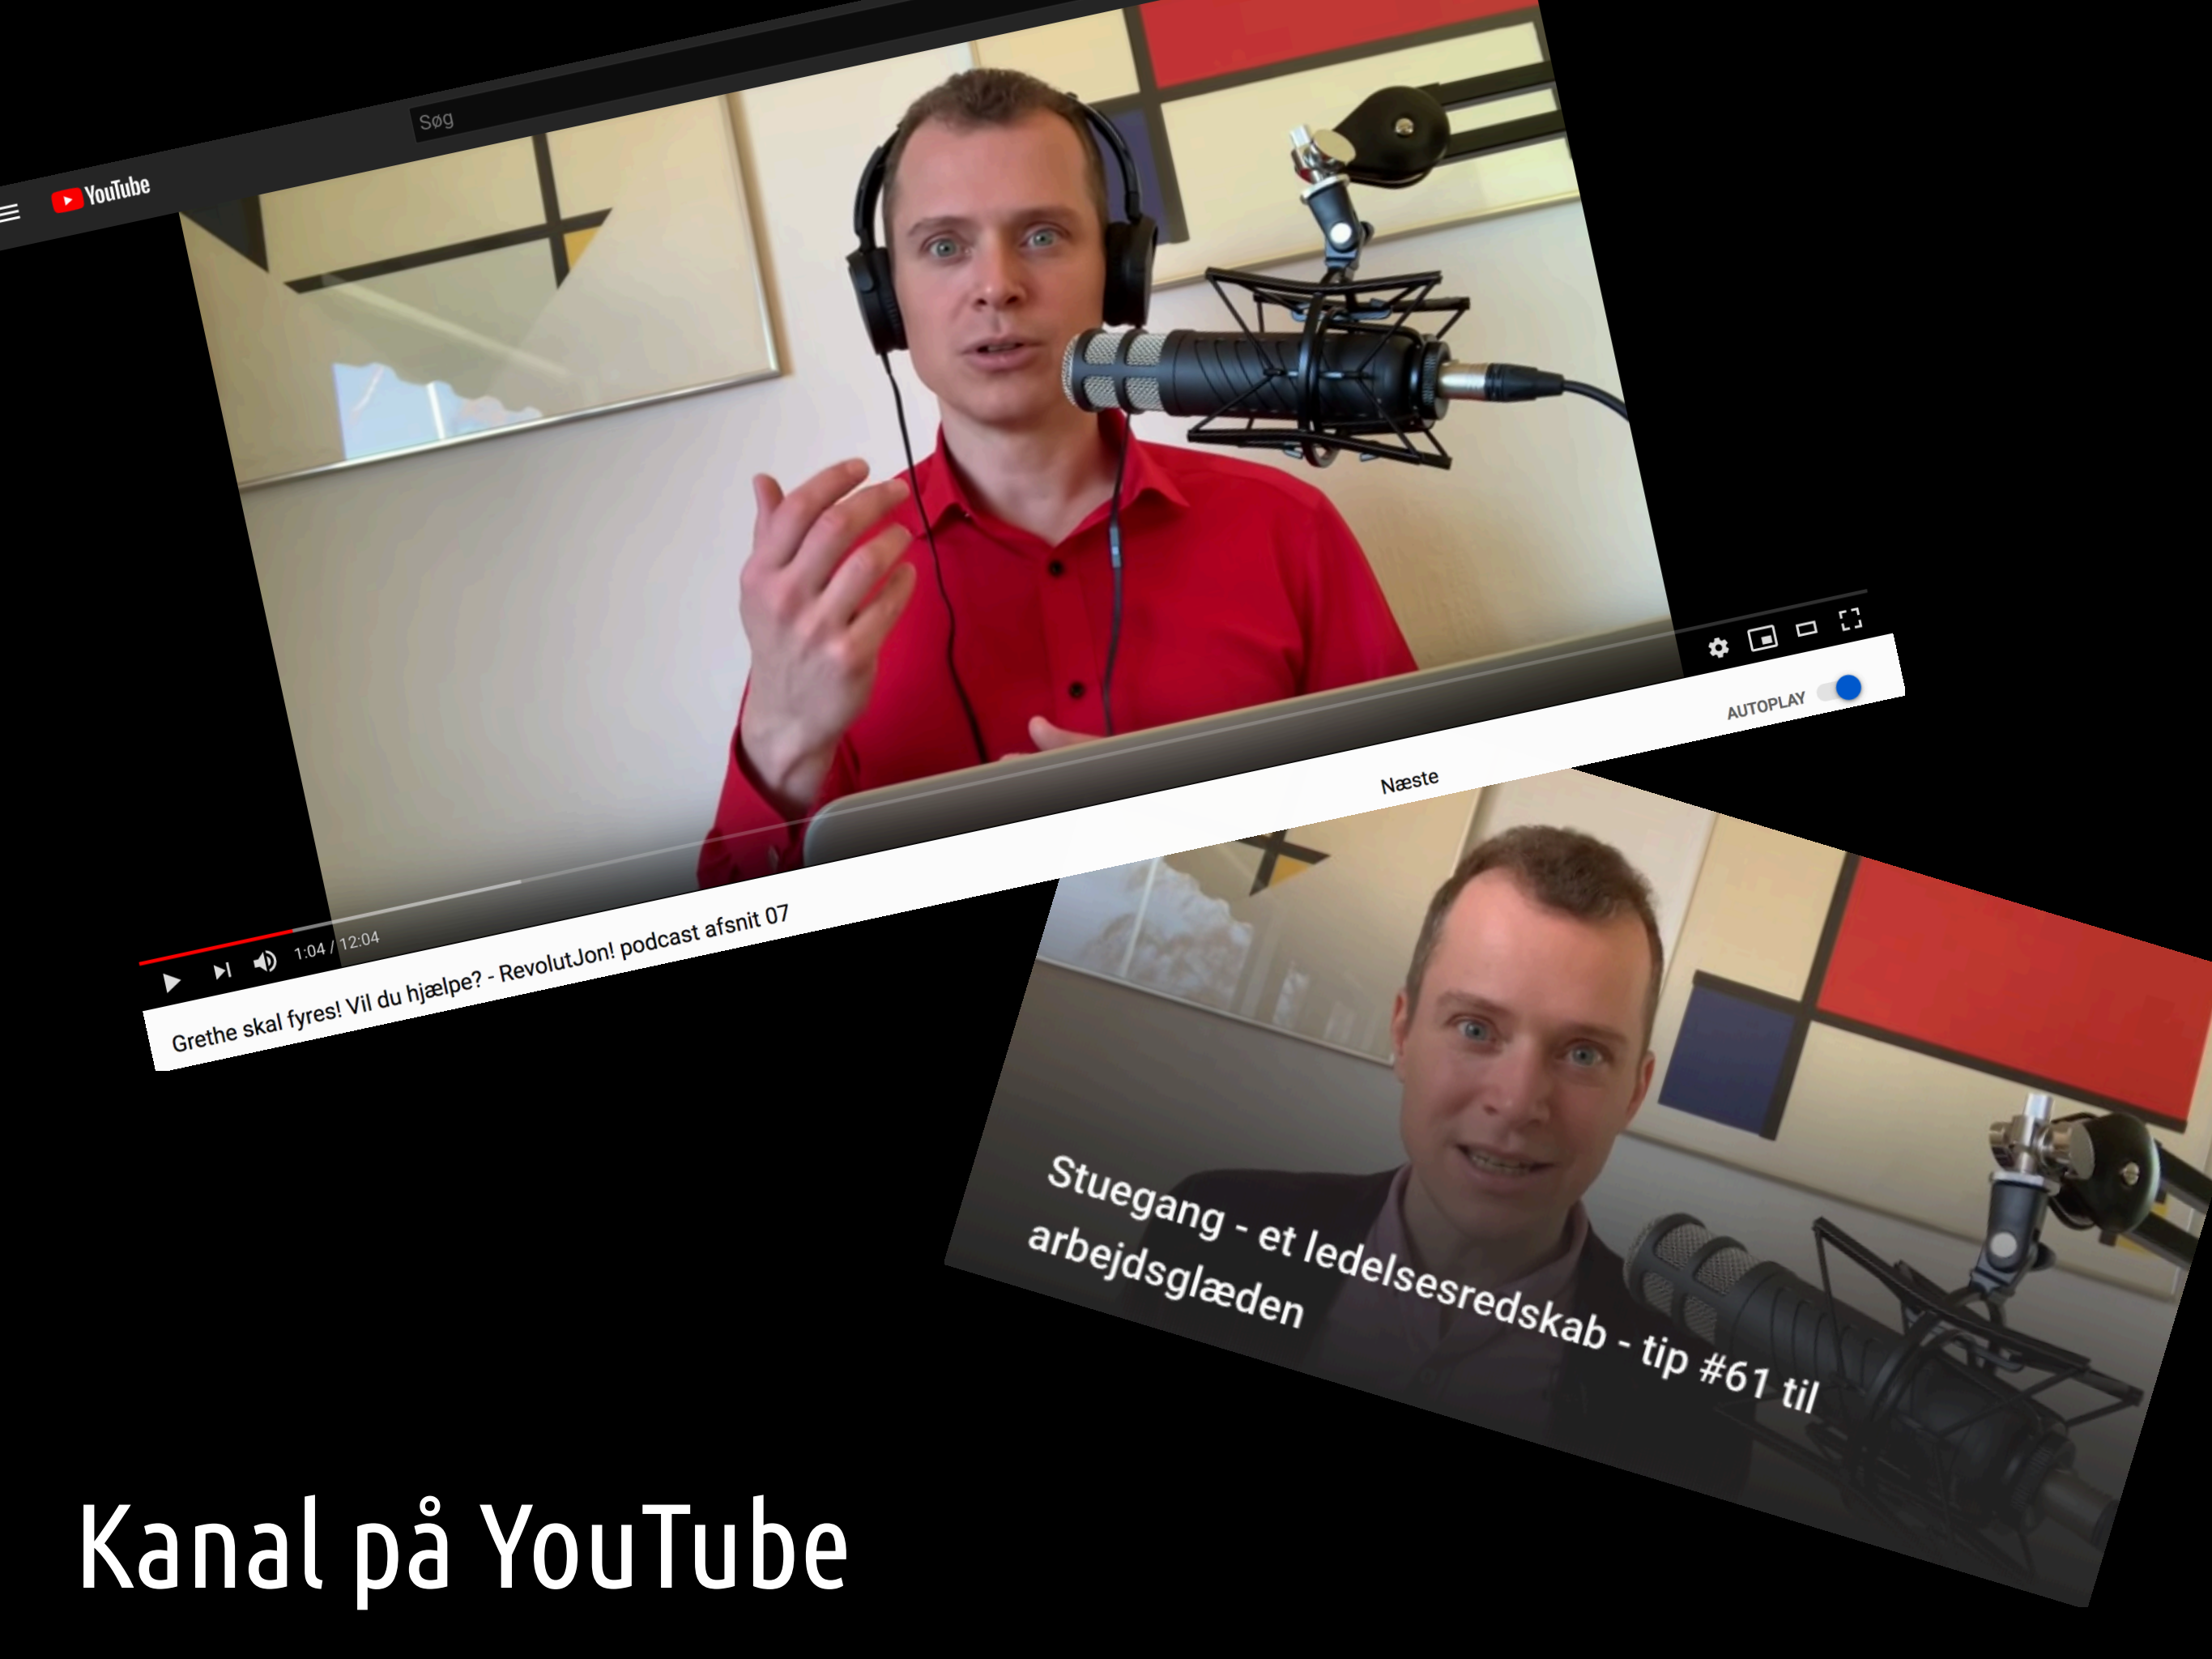 Søg
YouTube
1:04 / 12:04
AUTOPLAY
Næste
Grethe skal fyres! Vil du hjælpe? - RevolutJon! podcast afsnit 07
Stuegang - et ledelsesredskab - tip #61 til
arbejdsglæden
Kanal på YouTube